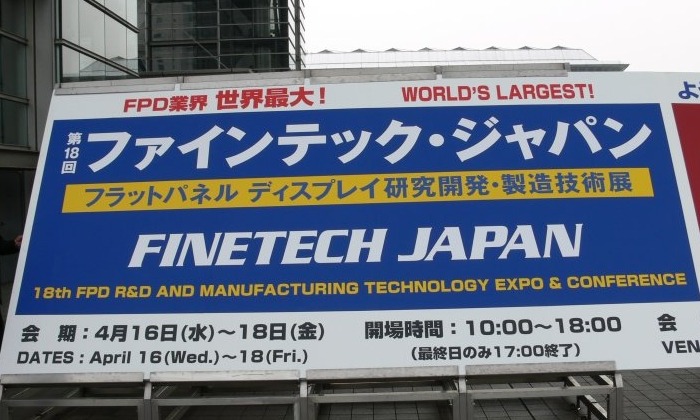 FPD業界 世界最大! WORLD'S LARGEST!
第18回 ファインテック・ジャパン
フラットパネル ディスプレイ研究開発・製造技術展
FINETECH JAPAN
18th FPD R&D AND MANUFACTURING TECHNOLOGY EXPO & CONFERENCE
会 期：4月16日(水)～18日(金) 開場時間：10:00～18:00 会
DATES : April 16(Wed.)～18(Fri.) (最終日のみ17:00終了) VEN